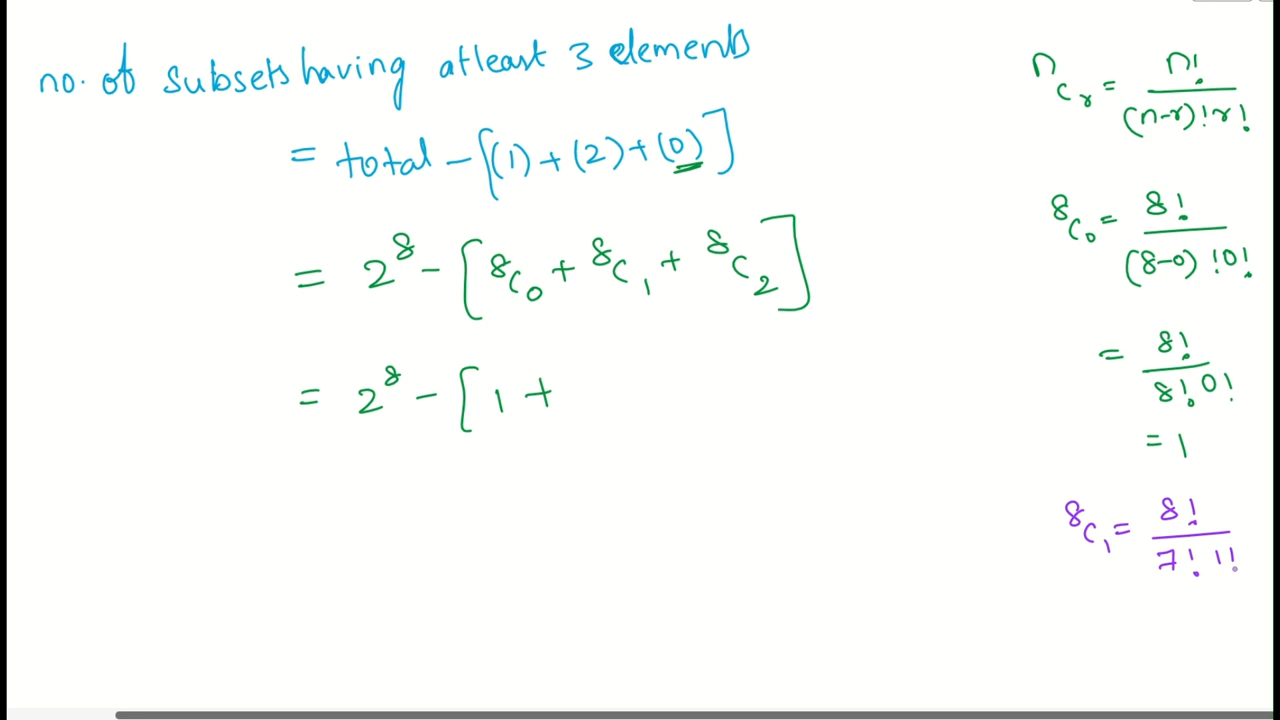 no. of subsets having atleast 3 elements
= total - [(1) + (2) + (0)]
= 2^8 - [8C0 + 8C1 + 8C2]
= 2^8 - [1 +
nCr = n! / (n-r)! r!
8C0 = 8! / (8-0)! 0!
= 8! / 8! 0!
= 1
8C1 = 8! / 7! 1!